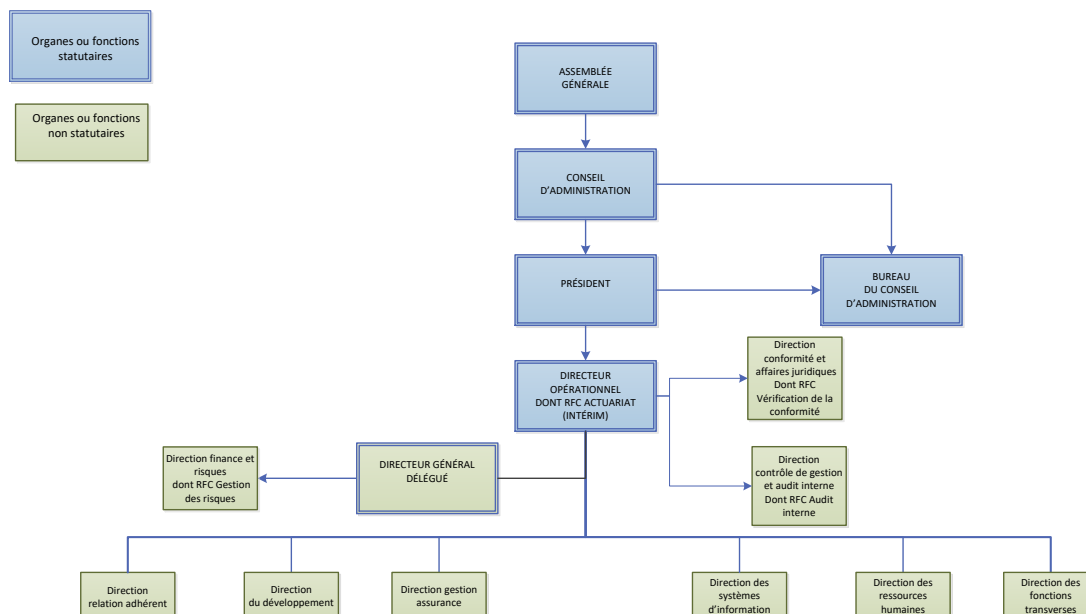 Organes ou fonctions
statutaires
Organes ou fonctions
non statutaires
ASSEMBLÉE
GÉNÉRALE
CONSEIL
D'ADMINISTRATION
PRÉSIDENT
BUREAU
DU CONSEIL
D'ADMINISTRATION
DIRECTEUR
OPÉRATIONNEL
DONT RFC ACTUARIAT
(INTÉRIM)
Direction
conformité et
affaires juridiques
Dont RFC
Vérification de la
conformité
Direction finance et
risques
dont RFC Gestion
des risques
DIRECTEUR GÉNÉRAL
DÉLÉGUÉ
Direction
contrôle de gestion
et audit interne
Dont RFC Audit
interne
Direction
relation adhérent
Direction
du développement
Direction gestion
assurance
Direction des
systèmes
d'information
Direction des
ressources
humaines
Direction des
fonctions
transverses